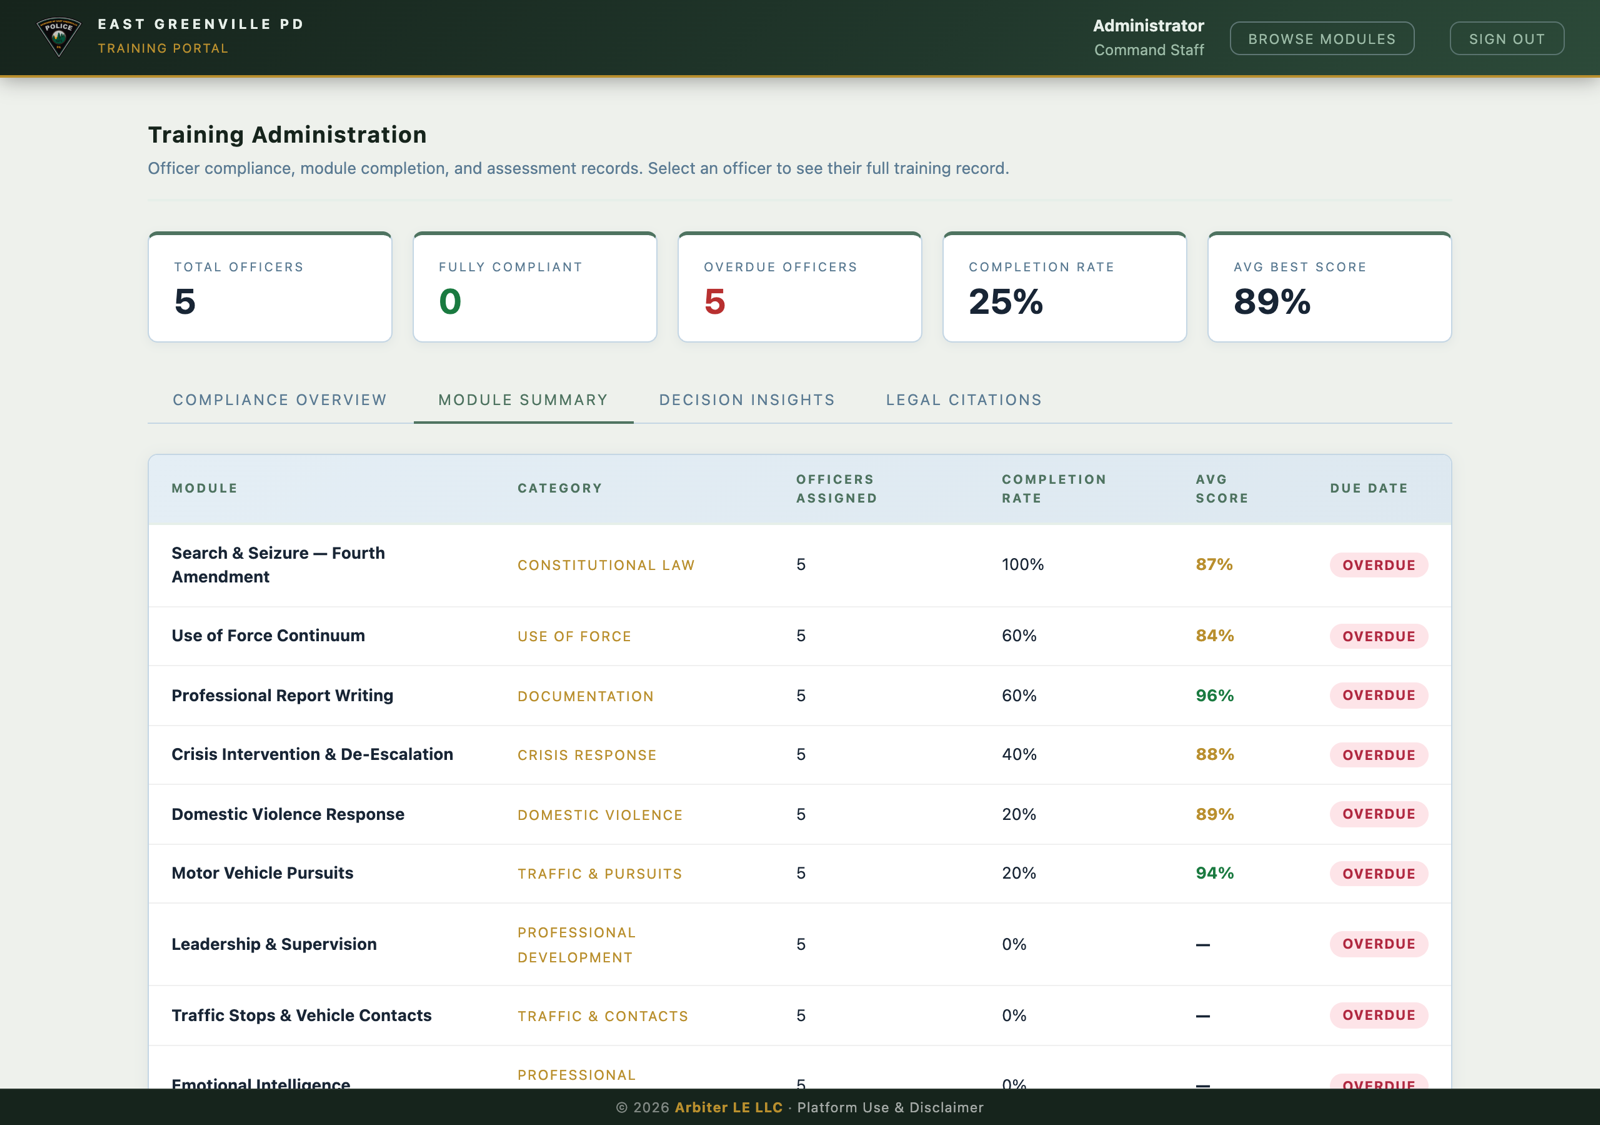 POLICE
EAST GREENVILLE PD
TRAINING PORTAL
Administrator
Command Staff
BROWSE MODULES
SIGN OUT
Training Administration
Officer compliance, module completion, and assessment records. Select an officer to see their full training record.
TOTAL OFFICERS
5
FULLY COMPLIANT
0
OVERDUE OFFICERS
5
COMPLETION RATE
25%
AVG BEST SCORE
89%
COMPLIANCE OVERVIEW
MODULE SUMMARY
DECISION INSIGHTS
LEGAL CITATIONS
MODULE
CATEGORY
OFFICERS
ASSIGNED
COMPLETION
RATE
AVG
SCORE
DUE DATE
Search & Seizure — Fourth
Amendment
CONSTITUTIONAL LAW
5
100%
87%
OVERDUE
Use of Force Continuum
USE OF FORCE
5
60%
84%
OVERDUE
Professional Report Writing
DOCUMENTATION
5
60%
96%
OVERDUE
Crisis Intervention & De-Escalation
CRISIS RESPONSE
5
40%
88%
OVERDUE
Domestic Violence Response
DOMESTIC VIOLENCE
5
20%
89%
OVERDUE
Motor Vehicle Pursuits
TRAFFIC & PURSUITS
5
20%
94%
OVERDUE
Leadership & Supervision
PROFESSIONAL
DEVELOPMENT
5
0%
—
OVERDUE
Traffic Stops & Vehicle Contacts
TRAFFIC & CONTACTS
5
0%
—
OVERDUE
Emotional Intelligence
PROFESSIONAL
5
0%
—
OVERDUE
© 2026 Arbiter LE LLC · Platform Use & Disclaimer